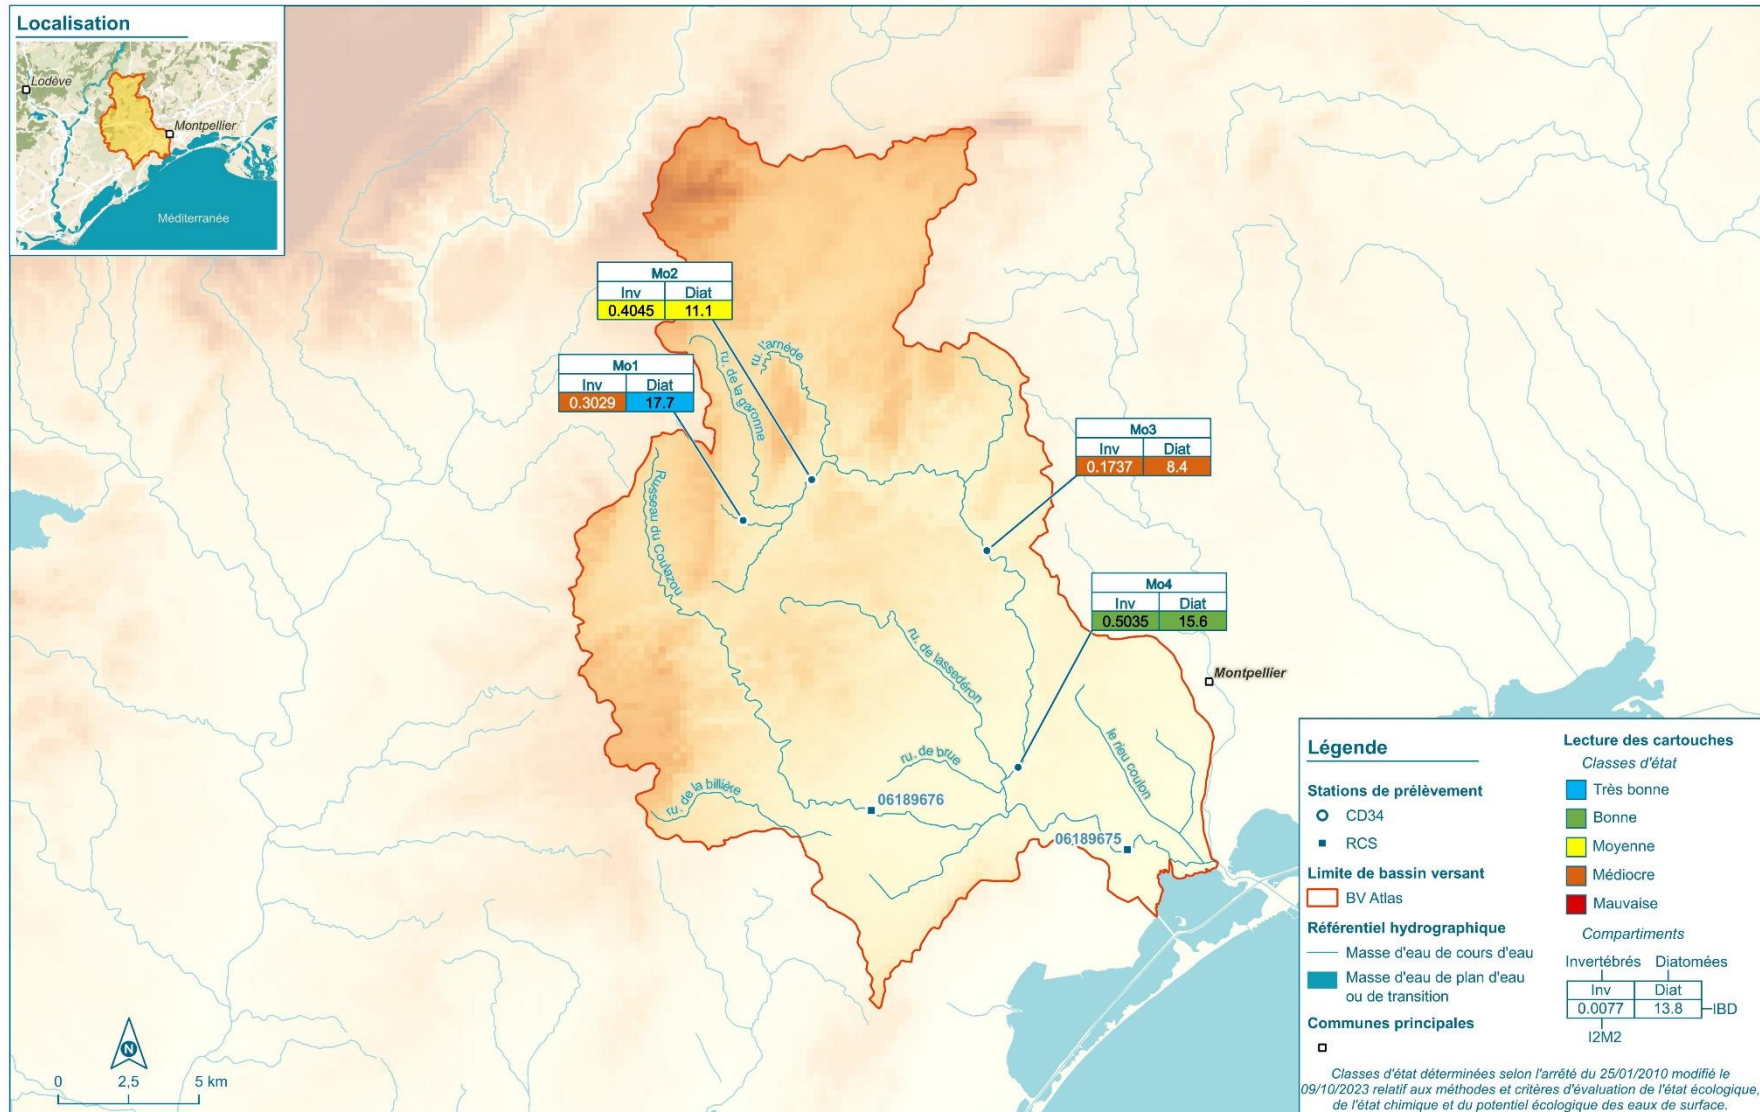 Localisation
Lodève
Montpellier
Méditerranée
Mo2
Inv Diat
0.4045 11.1
Mo1
Inv Diat
0.3029 17.7
ru. de la garonne
ru. l'arnède
Mo3
Inv Diat
0.1737 8.4
Ruisseau du Coulazou
Mo4
Inv Diat
0.5035 15.6
ru. de lassedéron
Montpellier
ru. de brue
le rieu coulon
ru. de la billière
06189676
06189675
N
0 2,5 5 km
Légende
Stations de prélèvement
CD34
RCS
Limite de bassin versant
BV Atlas
Référentiel hydrographique
Masse d'eau de cours d'eau
Masse d'eau de plan d'eau
ou de transition
Communes principales
Lecture des cartouches
Classes d'état
Très bonne
Bonne
Moyenne
Médiocre
Mauvaise
Compartiments
Invertébrés Diatomées
Inv Diat
0.0077 13.8 IBD
I2M2
Classes d'état déterminées selon l'arrêté du 25/01/2010 modifié le
09/10/2023 relatif aux méthodes et critères d'évaluation de l'état écologique,
de l'état chimique et du potentiel écologique des eaux de surface.